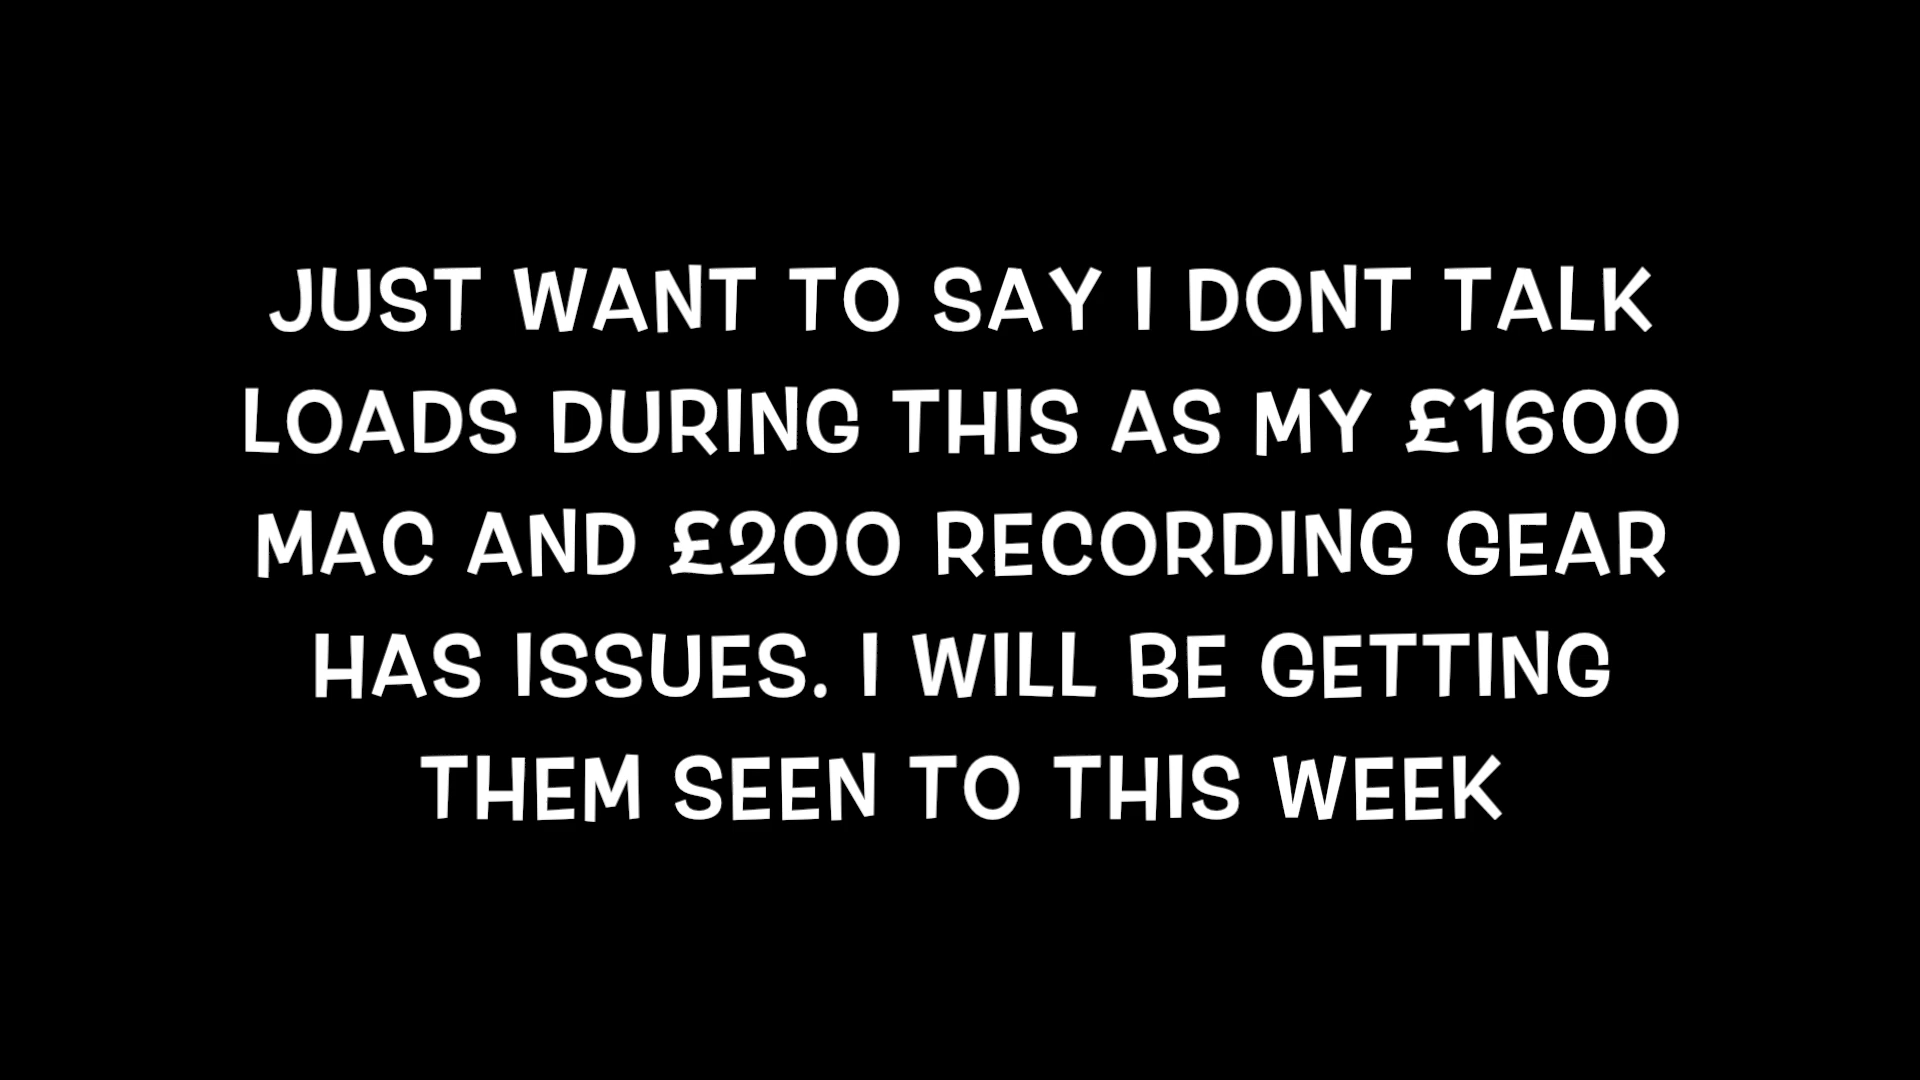 JUST WANT TO SAY I DONT TALK
LOADS DURING THIS AS MY £1600
MAC AND £200 RECORDING GEAR
HAS ISSUES. I WILL BE GETTING
THEM SEEN TO THIS WEEK